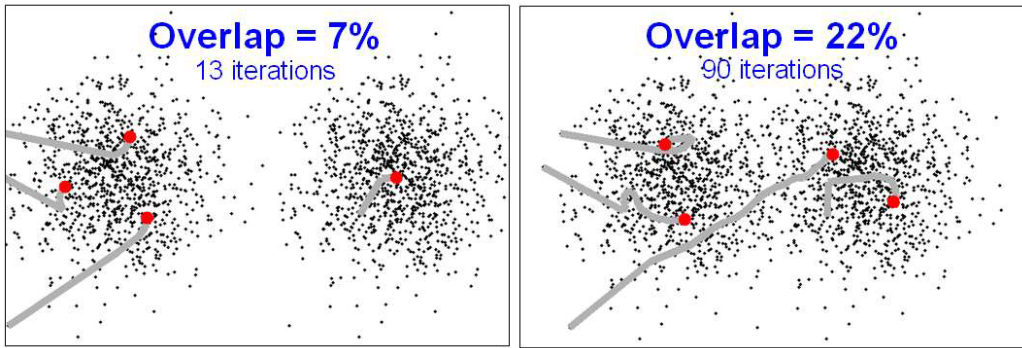 Overlap = 7%
13 iterations
Overlap = 22%
90 iterations